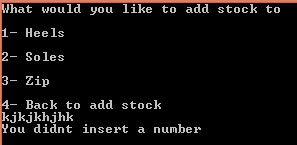 What would you like to add stock to
1- Heels
2- Soles
3- Zip
4- Back to add stock
kjkjkhjhk
You didnt insert a number